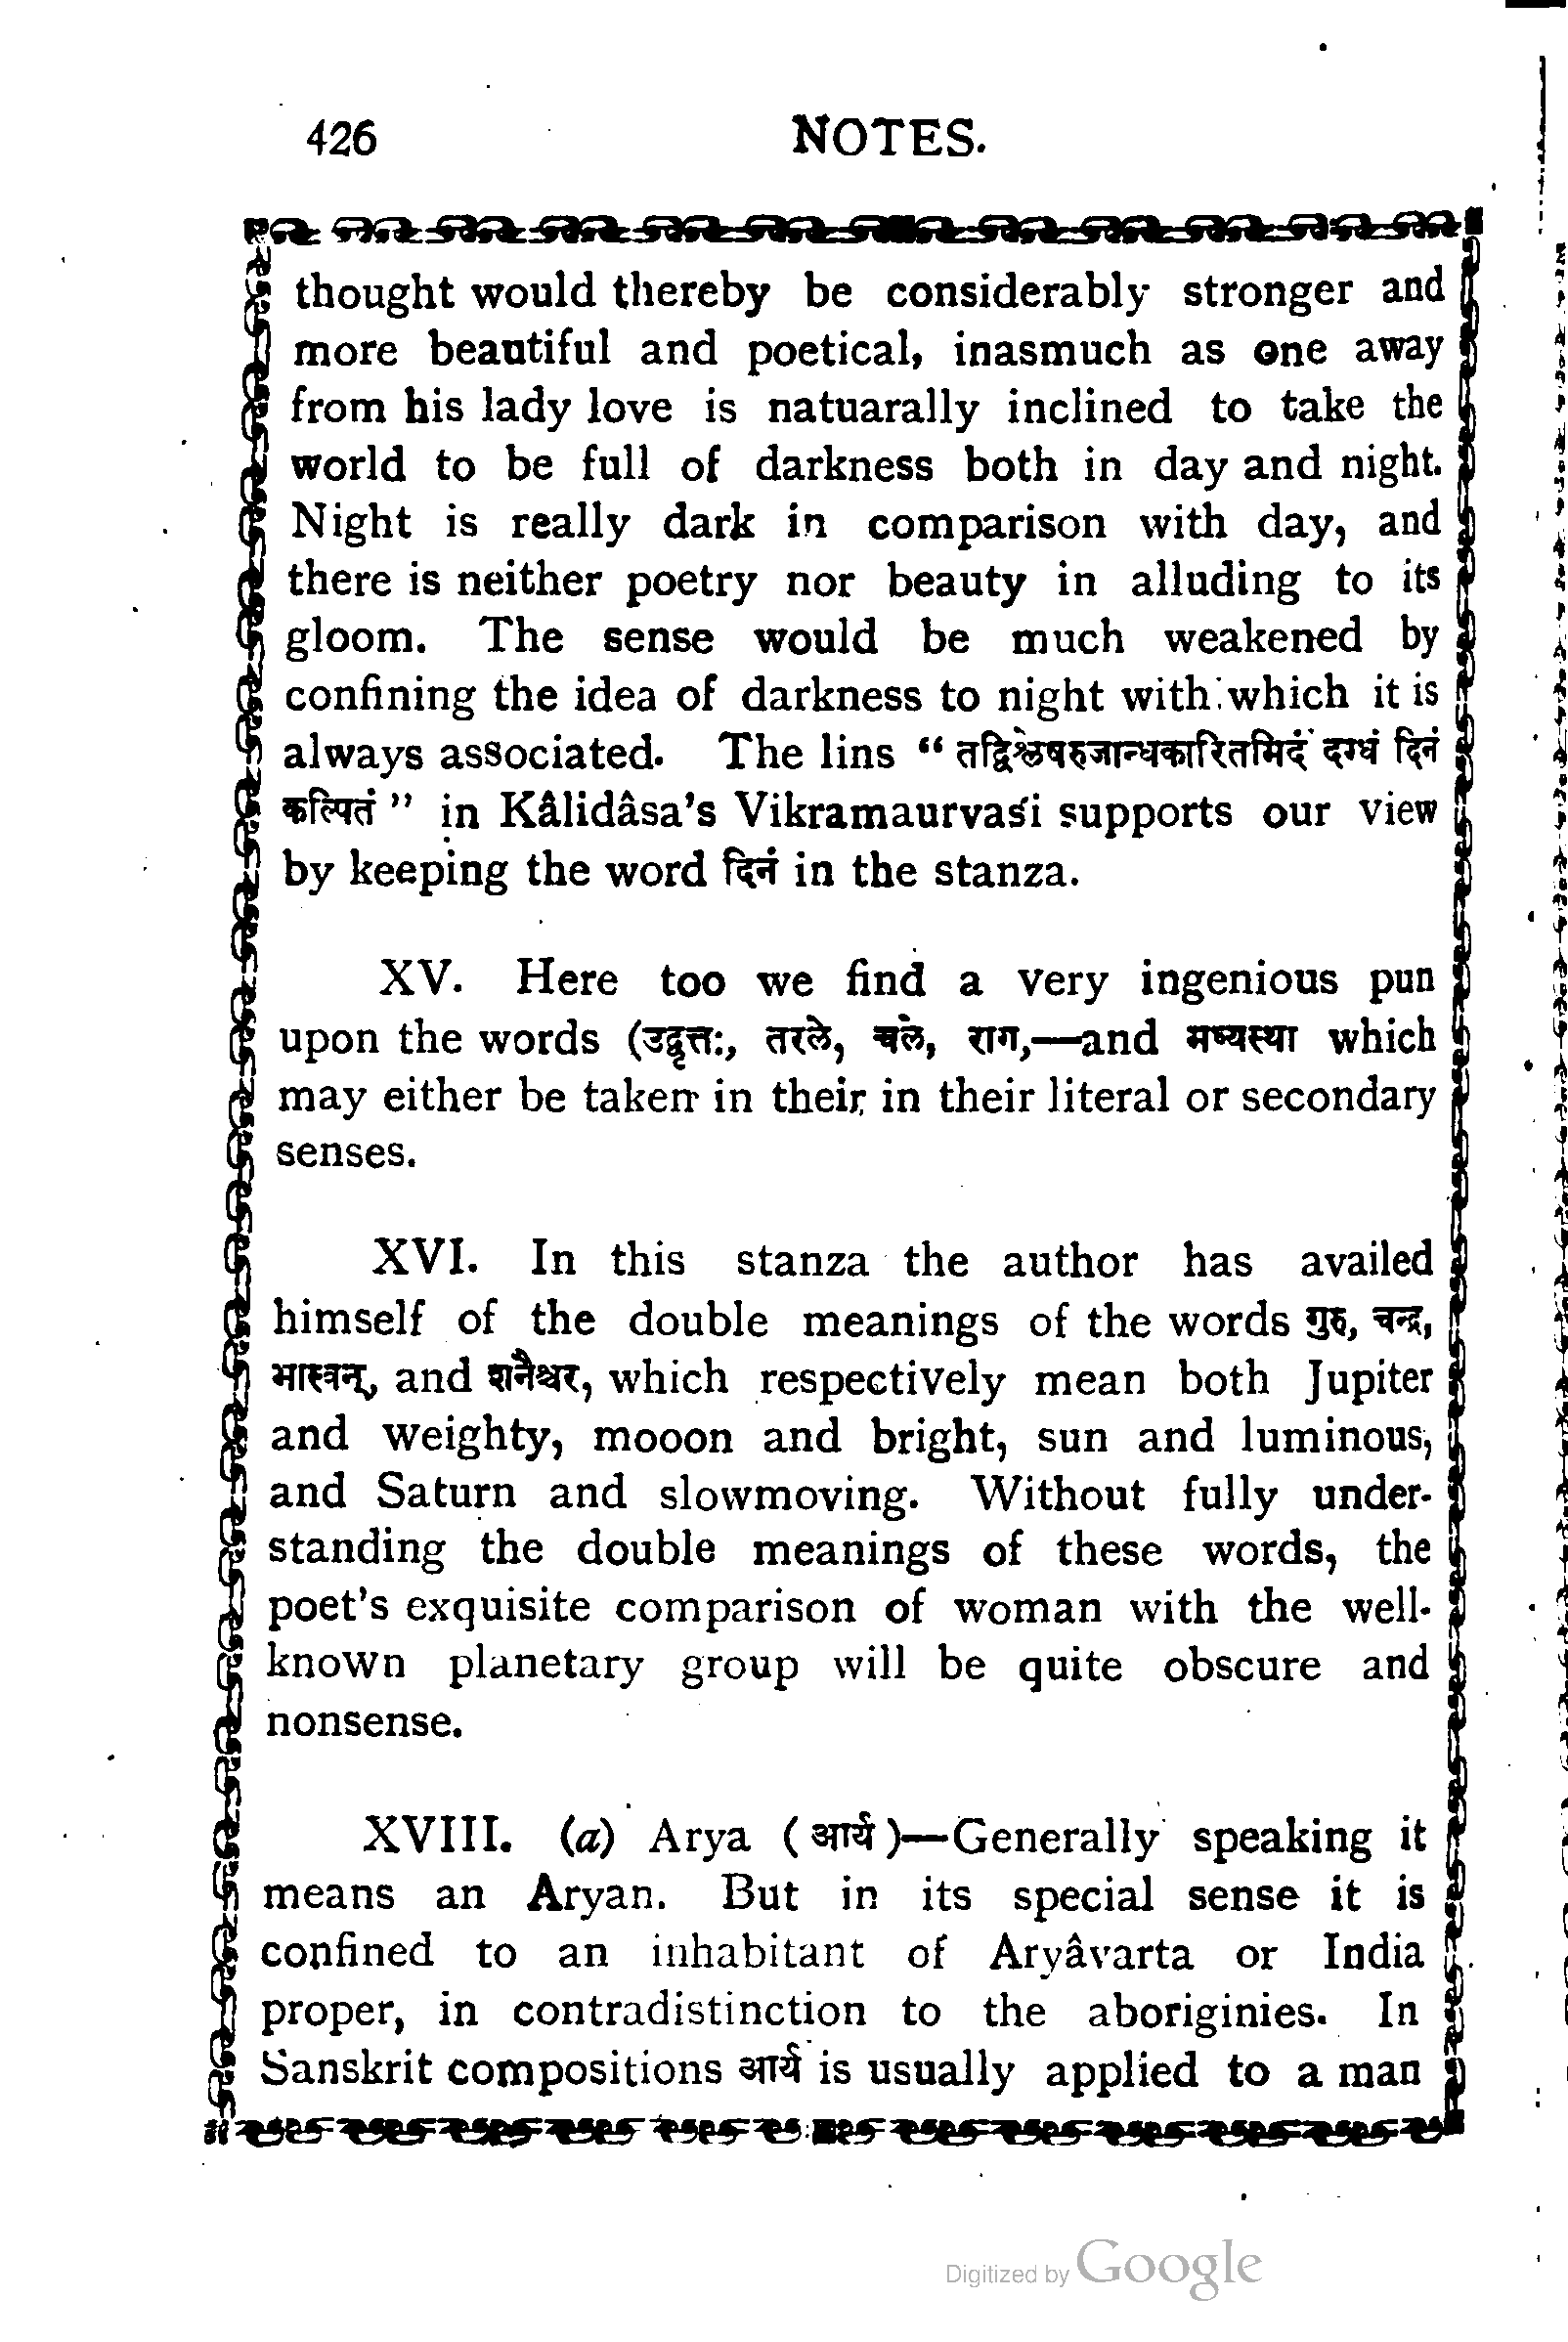 426 NOTES.
thought would thereby be considerably stronger and
more beautiful and poetical, inasmuch as one away
from his lady love is natuarally inclined to take the
world to be full of darkness both in day and night.
Night is really dark in comparison with day, and
there is neither poetry nor beauty in alluding to its
gloom. The sense would be much weakened by
confining the idea of darkness to night with which it is
always associated. The lins “ तद्विश्लेषरुजान्धकारितमिदं दग्धं दिनं
कल्पितं ” in Kâlidâsa's Vikramaurvaśi supports our view
by keeping the word दिनं in the stanza.
XV. Here too we find a very ingenious pun
upon the words (उद्वृत्तः, तरले, चले, राग,—and मध्यस्था which
may either be taken in their in their literal or secondary
senses.
XVI. In this stanza the author has availed
himself of the double meanings of the words गुरु, चन्द्र,
भास्वन्, and शनैश्चर, which respectively mean both Jupiter
and weighty, mooon and bright, sun and luminous,
and Saturn and slowmoving. Without fully under-
standing the double meanings of these words, the
poet's exquisite comparison of woman with the well-
known planetary group will be quite obscure and
nonsense.
XVIII. (a) Arya ( आर्य )—Generally speaking it
means an Aryan. But in its special sense it is
confined to an inhabitant of Aryâvarta or India
proper, in contradistinction to the aboriginies. In
Sanskrit compositions आर्य is usually applied to a man
Digitized by Google